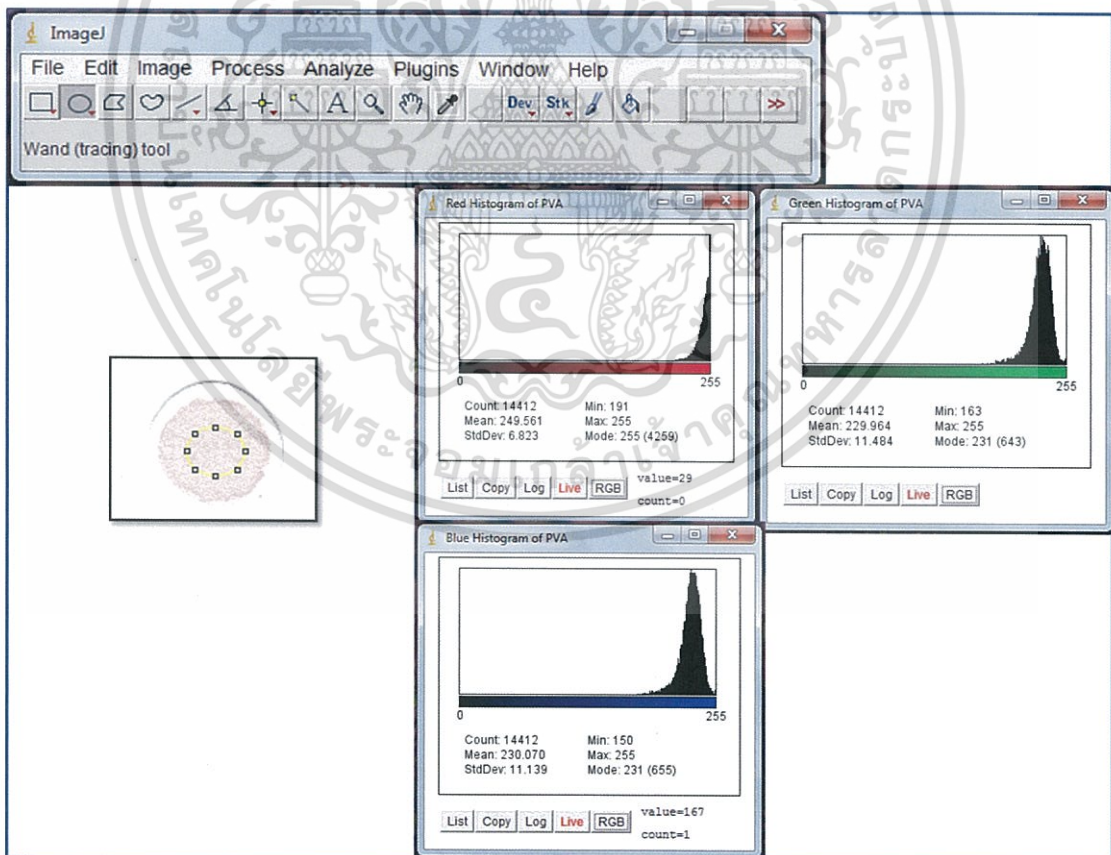 ImageJ
File Edit Image Process Analyze Plugins Window Help
A Dev Stk >>
Wand (tracing) tool
Red Histogram of PVA
0 255
Count: 14412 Min: 191
Mean: 249.561 Max: 255
StdDev: 6.823 Mode: 255 (4259)
List Copy Log Live RGB value=29
count=0
Green Histogram of PVA
0 255
Count: 14412 Min: 163
Mean: 229.964 Max: 255
StdDev: 11.484 Mode: 231 (643)
List Copy Log Live RGB
Blue Histogram of PVA
0 255
Count: 14412 Min: 150
Mean: 230.070 Max: 255
StdDev: 11.139 Mode: 231 (655)
List Copy Log Live RGB value=167
count=1